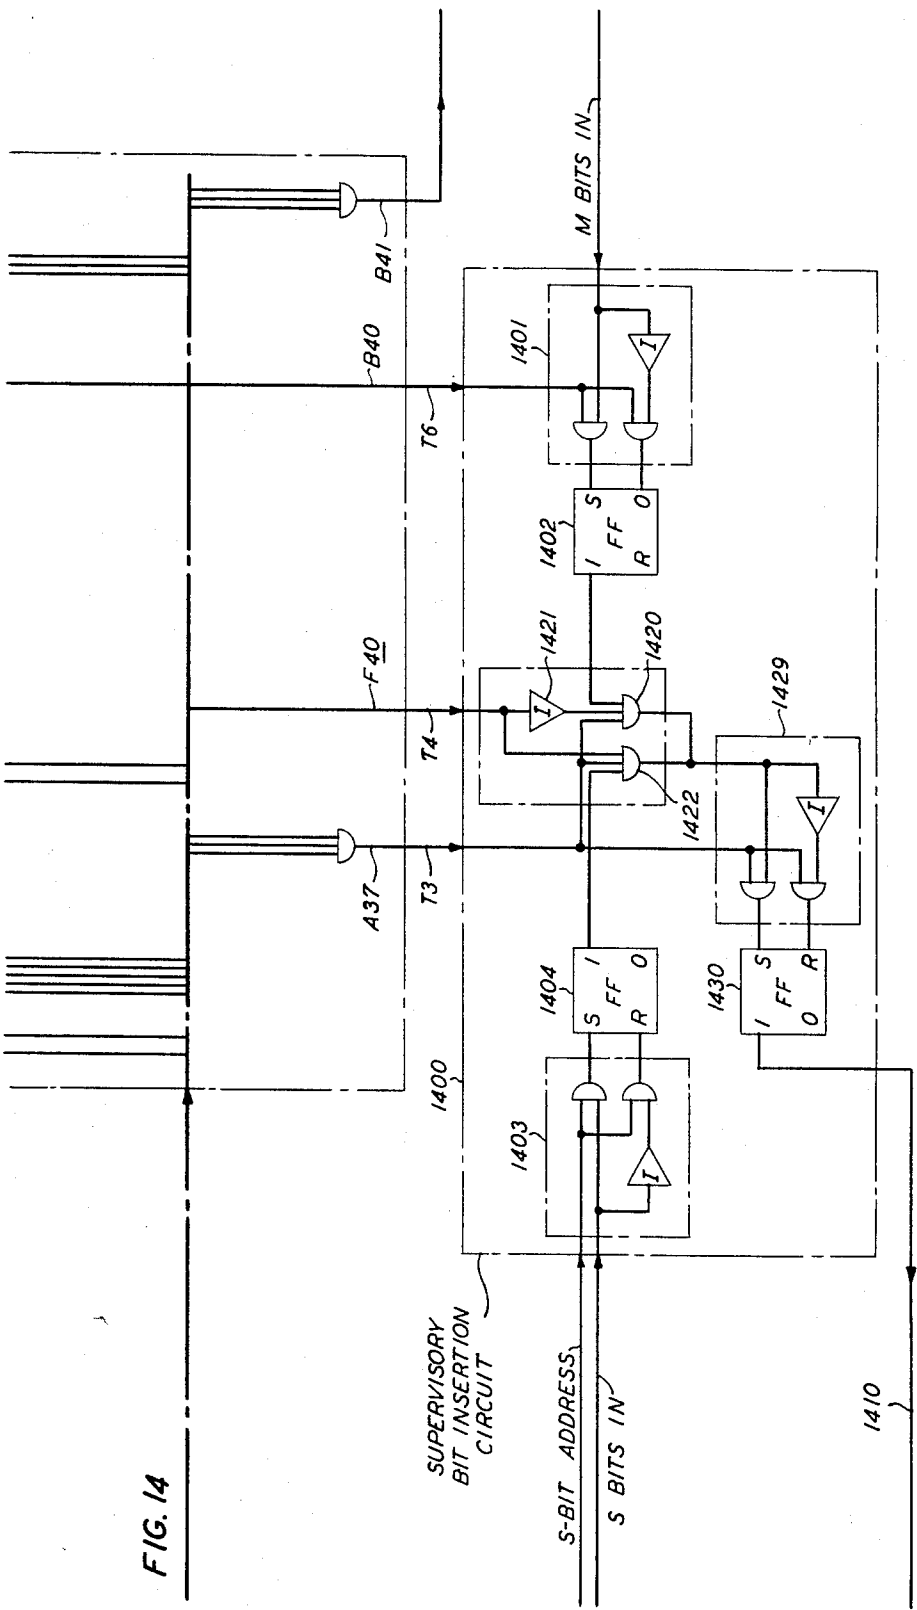 FIG. 14
B41
B40
T6
F40
T4
A37
T3
M BITS IN
1401
I
S
FF
O
I
R
1402
1421
I
1420
1422
1429
I
S
R
FF
I
O
1430
1404
S
I
FF
R
O
1403
I
1400
SUPERVISORY
BIT INSERTION
CIRCUIT
S-BIT ADDRESS
S BITS IN
1410